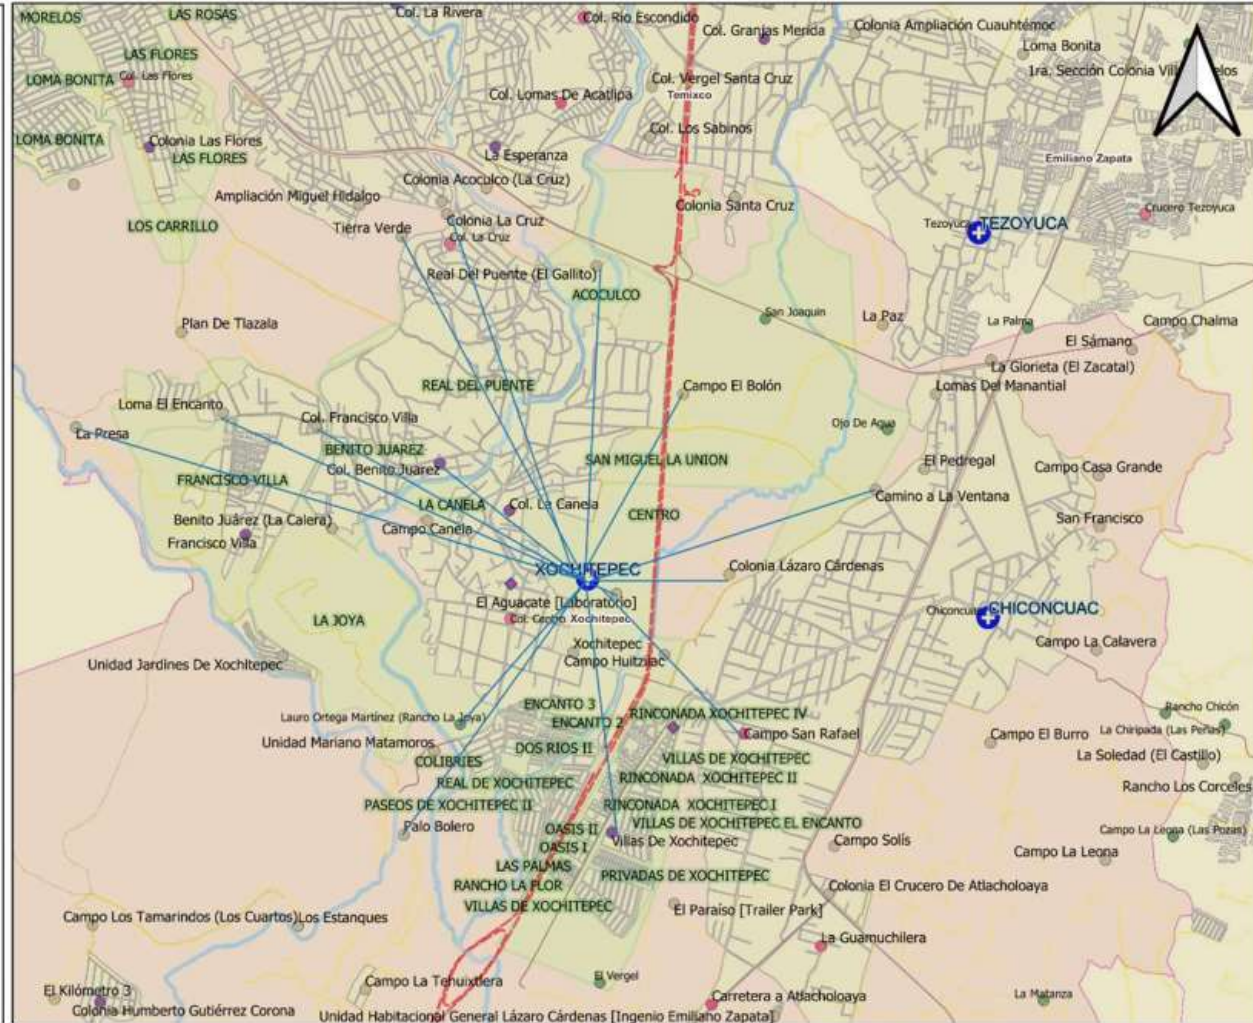 MORELOS
LAS ROSAS
Col. La Rivera
Col. Rio Escondido
Col. Granjas Merida
Colonia Ampliación Cuauhtémoc
Loma Bonita
LAS FLORES
LOMA BONITA
Col. Las Flores
Col. Vergel Santa Cruz
Temixco
1ra. Sección Colonia
Col. Lomas De Acatlipa
Col. Los Sabinos
LOMA BONITA
Colonia Las Flores
LAS FLORES
La Esperanza
Emiliano Zapata
Colonia Acoculco (La Cruz)
Ampliación Miguel Hidalgo
Colonia Santa Cruz
Crucero Tezoyuca
LOS CARRILLO
Tierra Verde
Colonia La Cruz
Col. La Cruz
Tezoyuca
TEZOYUCA
Real Del Puente (El Gallito)
ACOCULCO
San Joaquin
La Paz
La Palma
Campo Chalma
Plan De Tlazala
El Sámano
La Glorieta (El Zacatal)
REAL DEL PUENTE
Campo El Bolón
Lomas Del Manantial
Loma El Encanto
Col. Francisco Villa
La Presa
Ojo De Agua
BENITO JUAREZ
Col. Benito Juarez
SAN MIGUEL LA UNION
El Pedregal
Campo Casa Grande
FRANCISCO VILLA
LA CANELA
Col. La Canela
Camino a La Ventana
CENTRO
San Francisco
Benito Juárez (La Calera)
Campo Canela
Francisco Villa
XOCHITEPEC
Colonia Lázaro Cárdenas
El Aguacate [Laboratorio]
Col. Centro Xochitepec
Chiconcuac
CHICONCUAC
LA JOYA
Xochitepec
Campo Huitzilac
Campo La Calavera
Unidad Jardines De Xochitepec
ENCANTO 3
RINCONADA XOCHITEPEC IV
Rancho Chicón
Lauro Ortega Martínez (Rancho La Joya)
ENCANTO 2
La Chiripada (Las Peñas)
Unidad Mariano Matamoros
DOS RIOS II
Campo San Rafael
Campo El Burro
COLIBRIES
VILLAS DE XOCHITEPEC
La Soledad (El Castillo)
REAL DE XOCHITEPEC
RINCONADA XOCHITEPEC II
Rancho Los Corceles
PASEOS DE XOCHITEPEC II
RINCONADA XOCHITEPEC I
Palo Bolero
OASIS II
VILLAS DE XOCHITEPEC EL ENCANTO
Campo La Leona (Las Pozas)
OASIS I
Villas De Xochitepec
Campo Solís
Campo La Leona
LAS PALMAS
PRIVADAS DE XOCHITEPEC
RANCHO LA FLOR
Colonia El Crucero De Atlacholoaya
VILLAS DE XOCHITEPEC
El Paraíso [Trailer Park]
Campo Los Tamarindos (Los Cuartos)
Los Estanques
La Guamuchilera
Campo La Tehuixtlera
El Vergel
El Kilómetro 3
Carretera a Atlacholoaya
La Matanza
Colonia Humberto Gutiérrez Corona
Unidad Habitacional General Lázaro Cárdenas [Ingenio Emiliano Zapata]